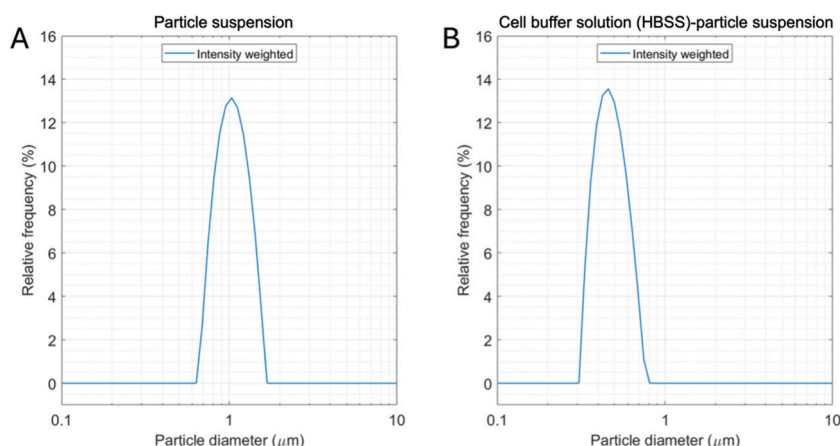 A
Particle suspension
Intensity weighted
16
14
12
10
8
6
4
2
0
Relative frequency (%)
0.1
1
10
Particle diameter (μm)
B
Cell buffer solution (HBSS)-particle suspension
Intensity weighted
16
14
12
10
8
6
4
2
0
Relative frequency (%)
0.1
1
10
Particle diameter (μm)